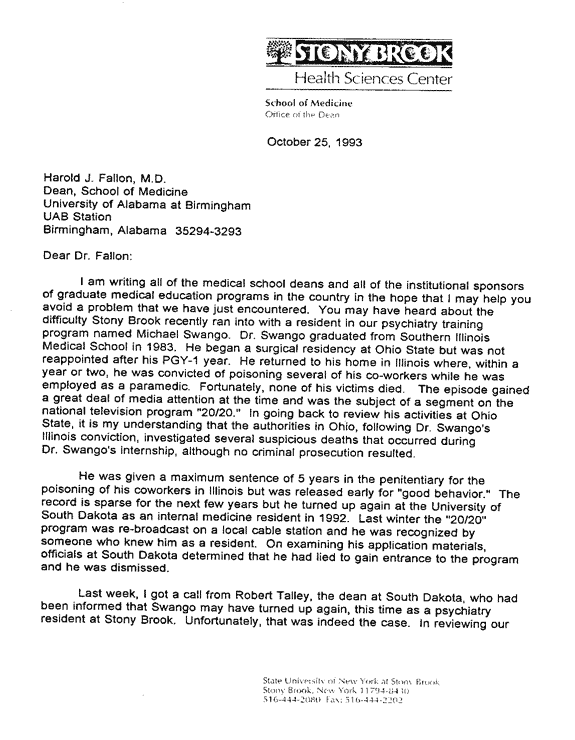 STONY BROOK
Health Sciences Center
School of Medicine
Office of the Dean
October 25, 1993
Harold J. Fallon, M.D.
Dean, School of Medicine
University of Alabama at Birmingham
UAB Station
Birmingham, Alabama 35294-3293
Dear Dr. Fallon:
I am writing all of the medical school deans and all of the institutional sponsors
of graduate medical education programs in the country in the hope that I may help you
avoid a problem that we have just encountered. You may have heard about the
difficulty Stony Brook recently ran into with a resident in our psychiatry training
program named Michael Swango. Dr. Swango graduated from Southern Illinois
Medical School in 1983. He began a surgical residency at Ohio State but was not
reappointed after his PGY-1 year. He returned to his home in Illinois where, within a
year or two, he was convicted of poisoning several of his co-workers while he was
employed as a paramedic. Fortunately, none of his victims died. The episode gained
a great deal of media attention at the time and was the subject of a segment on the
national television program "20/20." In going back to review his activities at Ohio
State, it is my understanding that the authorities in Ohio, following Dr. Swango's
Illinois conviction, investigated several suspicious deaths that occurred during
Dr. Swango's internship, although no criminal prosecution resulted.
He was given a maximum sentence of 5 years in the penitentiary for the
poisoning of his coworkers in Illinois but was released early for "good behavior." The
record is sparse for the next few years but he turned up again at the University of
South Dakota as an internal medicine resident in 1992. Last winter the "20/20"
program was re-broadcast on a local cable station and he was recognized by
someone who knew him as a resident. On examining his application materials,
officials at South Dakota determined that he had lied to gain entrance to the program
and he was dismissed.
Last week, I got a call from Robert Talley, the dean at South Dakota, who had
been informed that Swango may have turned up again, this time as a psychiatry
resident at Stony Brook. Unfortunately, that was indeed the case. In reviewing our
State University of New York at Stony Brook
Stony Brook, New York 11794-8430
516-444-2080 Fax: 516-444-2202